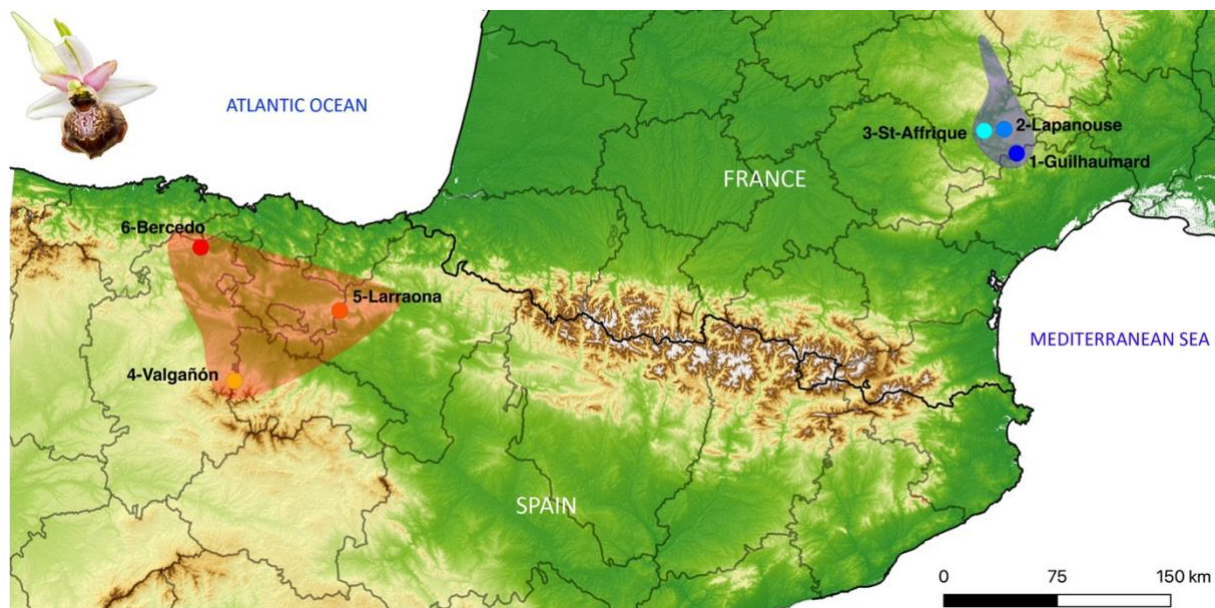 ATLANTIC OCEAN
3-St-Affrique
2-Lapanouse
1-Guilhaumard
FRANCE
6-Bercedo
5-Larraona
MEDITERRANEAN SEA
4-Valgañón
SPAIN
0 75 150 km